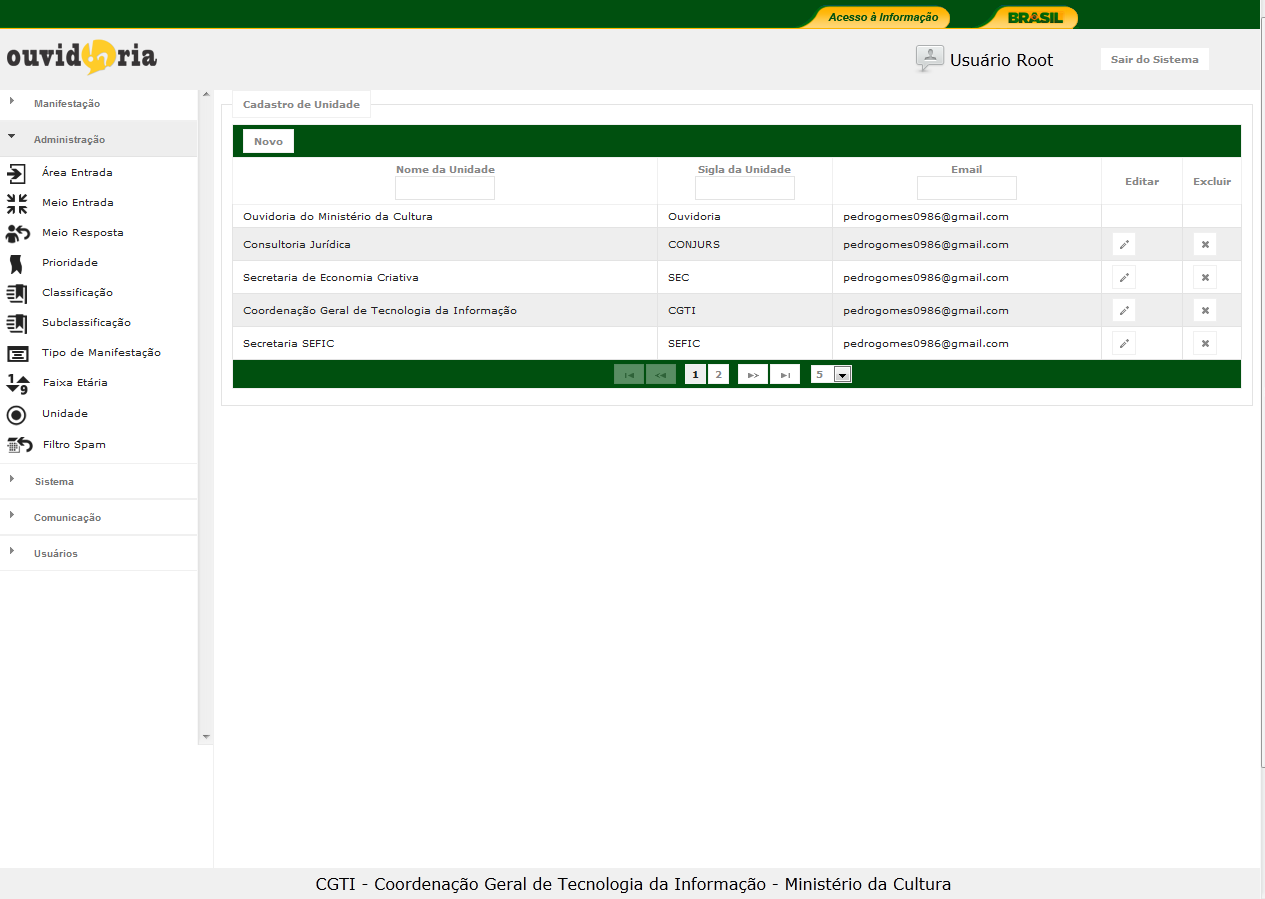 Acesso à Informação BRASIL
ouvidoria
Usuário Root
Sair do Sistema
Manifestação
Administração
Área Entrada
Meio Entrada
Meio Resposta
Prioridade
Classificação
Subclassificação
Tipo de Manifestação
Faixa Etária
Unidade
Filtro Spam
Sistema
Comunicação
Usuários
Cadastro de Unidade
Novo
Nome da Unidade Sigla da Unidade Email Editar Excluir
Ouvidoria do Ministério da Cultura Ouvidoria pedrogomes0986@gmail.com
Consultoria Jurídica CONJURS pedrogomes0986@gmail.com
Secretaria de Economia Criativa SEC pedrogomes0986@gmail.com
Coordenação Geral de Tecnologia da Informação CGTI pedrogomes0986@gmail.com
Secretaria SEFIC SEFIC pedrogomes0986@gmail.com
1 2 5
CGTI - Coordenação Geral de Tecnologia da Informação - Ministério da Cultura